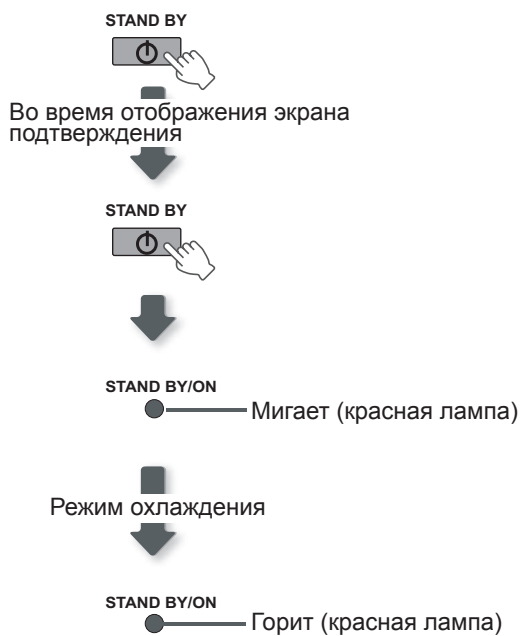 STAND BY
Во время отображения экрана
подтверждения
STAND BY
STAND BY/ON
Мигает (красная лампа)
Режим охлаждения
STAND BY/ON
Горит (красная лампа)